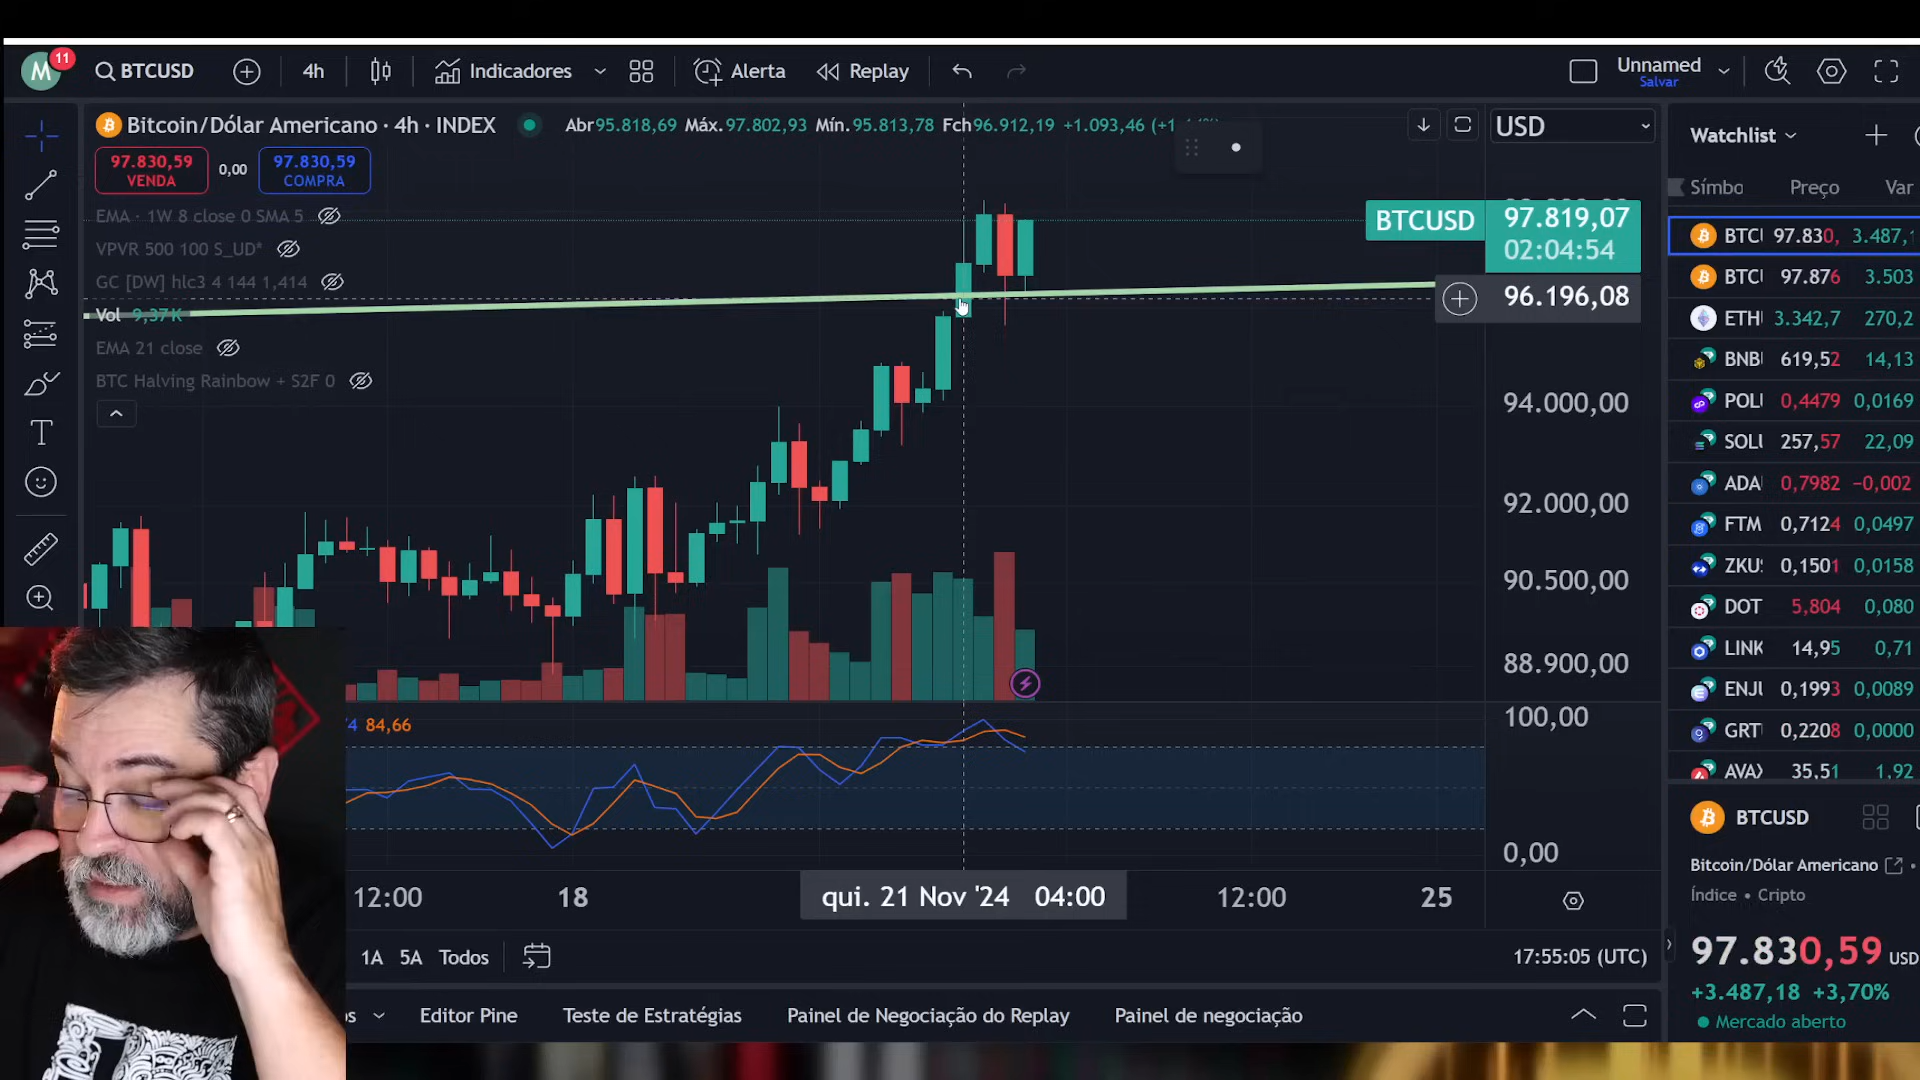 M 11 BTCUSD 4h Indicadores Alerta Replay Unnamed
Salvar
Bitcoin/Dólar Americano · 4h · INDEX Abr95.818,69 Máx.97.802,93 Mín.95.813,78 Fch96.912,19 +1.093,46 USD
Watchlist
97.830,59
VENDA
0,00
97.830,59
COMPRA
Símbo Preço Var
EMA · 1W 8 close 0 SMA 5
VPVR 500 100 S_UD*
GC [DW] hlc3 4 144 1,414
Vol 9,37K
EMA 21 close
BTC Halving Rainbow + S2F 0
BTCUSD 97.819,07
02:04:54
96.196,08
94.000,00
92.000,00
90.500,00
88.900,00
100,00
0,00
84,66
BTC 97.830, 3.487,
BTC 97.876 3.503
ETH 3.342,7 270,2
BNB 619,52 14,13
POL 0,4479 0,0169
SOL 257,57 22,09
ADA 0,7982 −0,002
FTM 0,7124 0,0497
ZKU 0,1501 0,0158
DOT 5,804 0,080
LINK 14,95 0,71
ENJ 0,1993 0,0089
GRT 0,2208 0,0000
AVA 35,51 1,92
12:00 18 qui. 21 Nov '24 04:00 12:00 25
1A 5A Todos 17:55:05 (UTC)
Editor Pine Teste de Estratégias Painel de Negociação do Replay Painel de negociação
BTCUSD
Bitcoin/Dólar Americano
Índice • Cripto
97.830,59 USD
+3.487,18 +3,70%
Mercado aberto